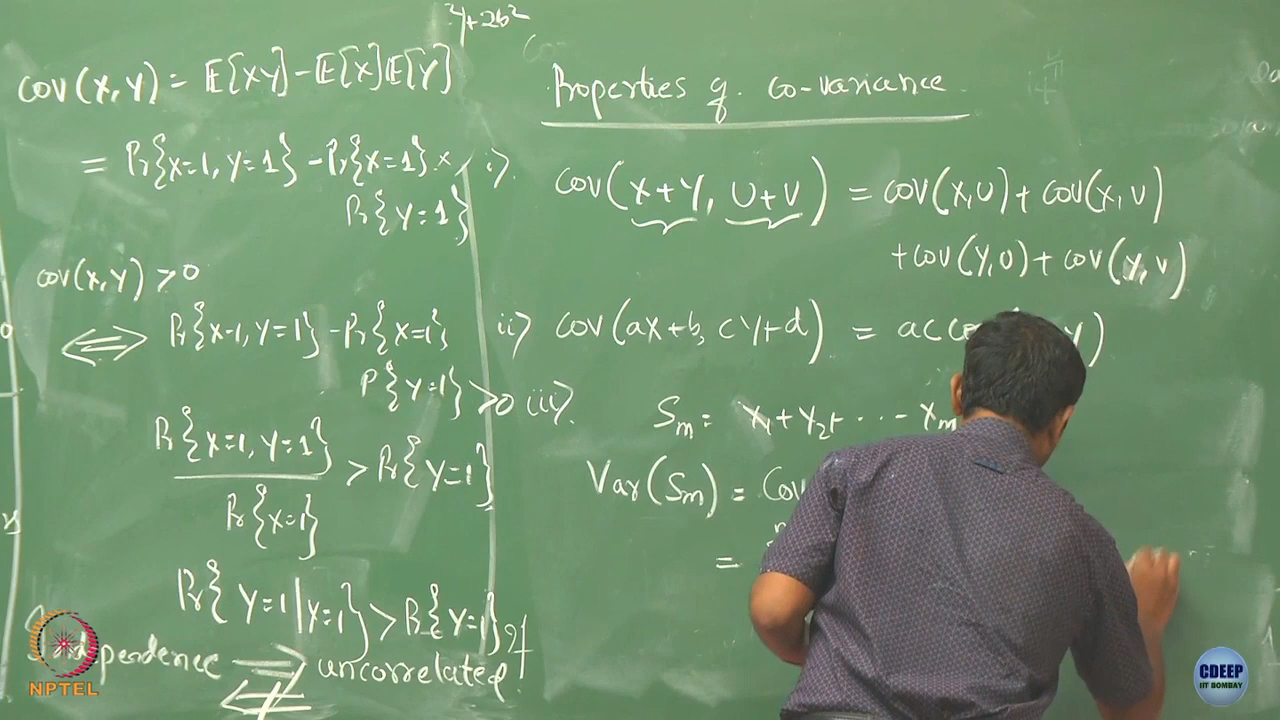 y+2b²
COV(X,Y) = E[XY] - E[X]E[Y]
= Pr{X=1, Y=1} - Pr{X=1} ×
Pr{Y=1}
COV(X,Y) > 0
⟺ Pr{X=1, Y=1} - Pr{X=1}
P{Y=1} > 0
Pr{X=1, Y=1}
> Pr{Y=1}
Pr{X=1}
Pr{Y=1|X=1} > Pr{Y=1}
Independence ⟹ uncorrelated
Properties of co-variance
i) COV(X+Y, U+V) = COV(X,U) + COV(X,V)
+ COV(Y,U) + COV(Y,V)
ii) COV(aX+b, cY+d) = ac
Y)
iii) Sm = X1 + Y2 + ... - Xm
Var(Sm) = Cov
=
NPTEL
CDEEP
IIT BOMBAY